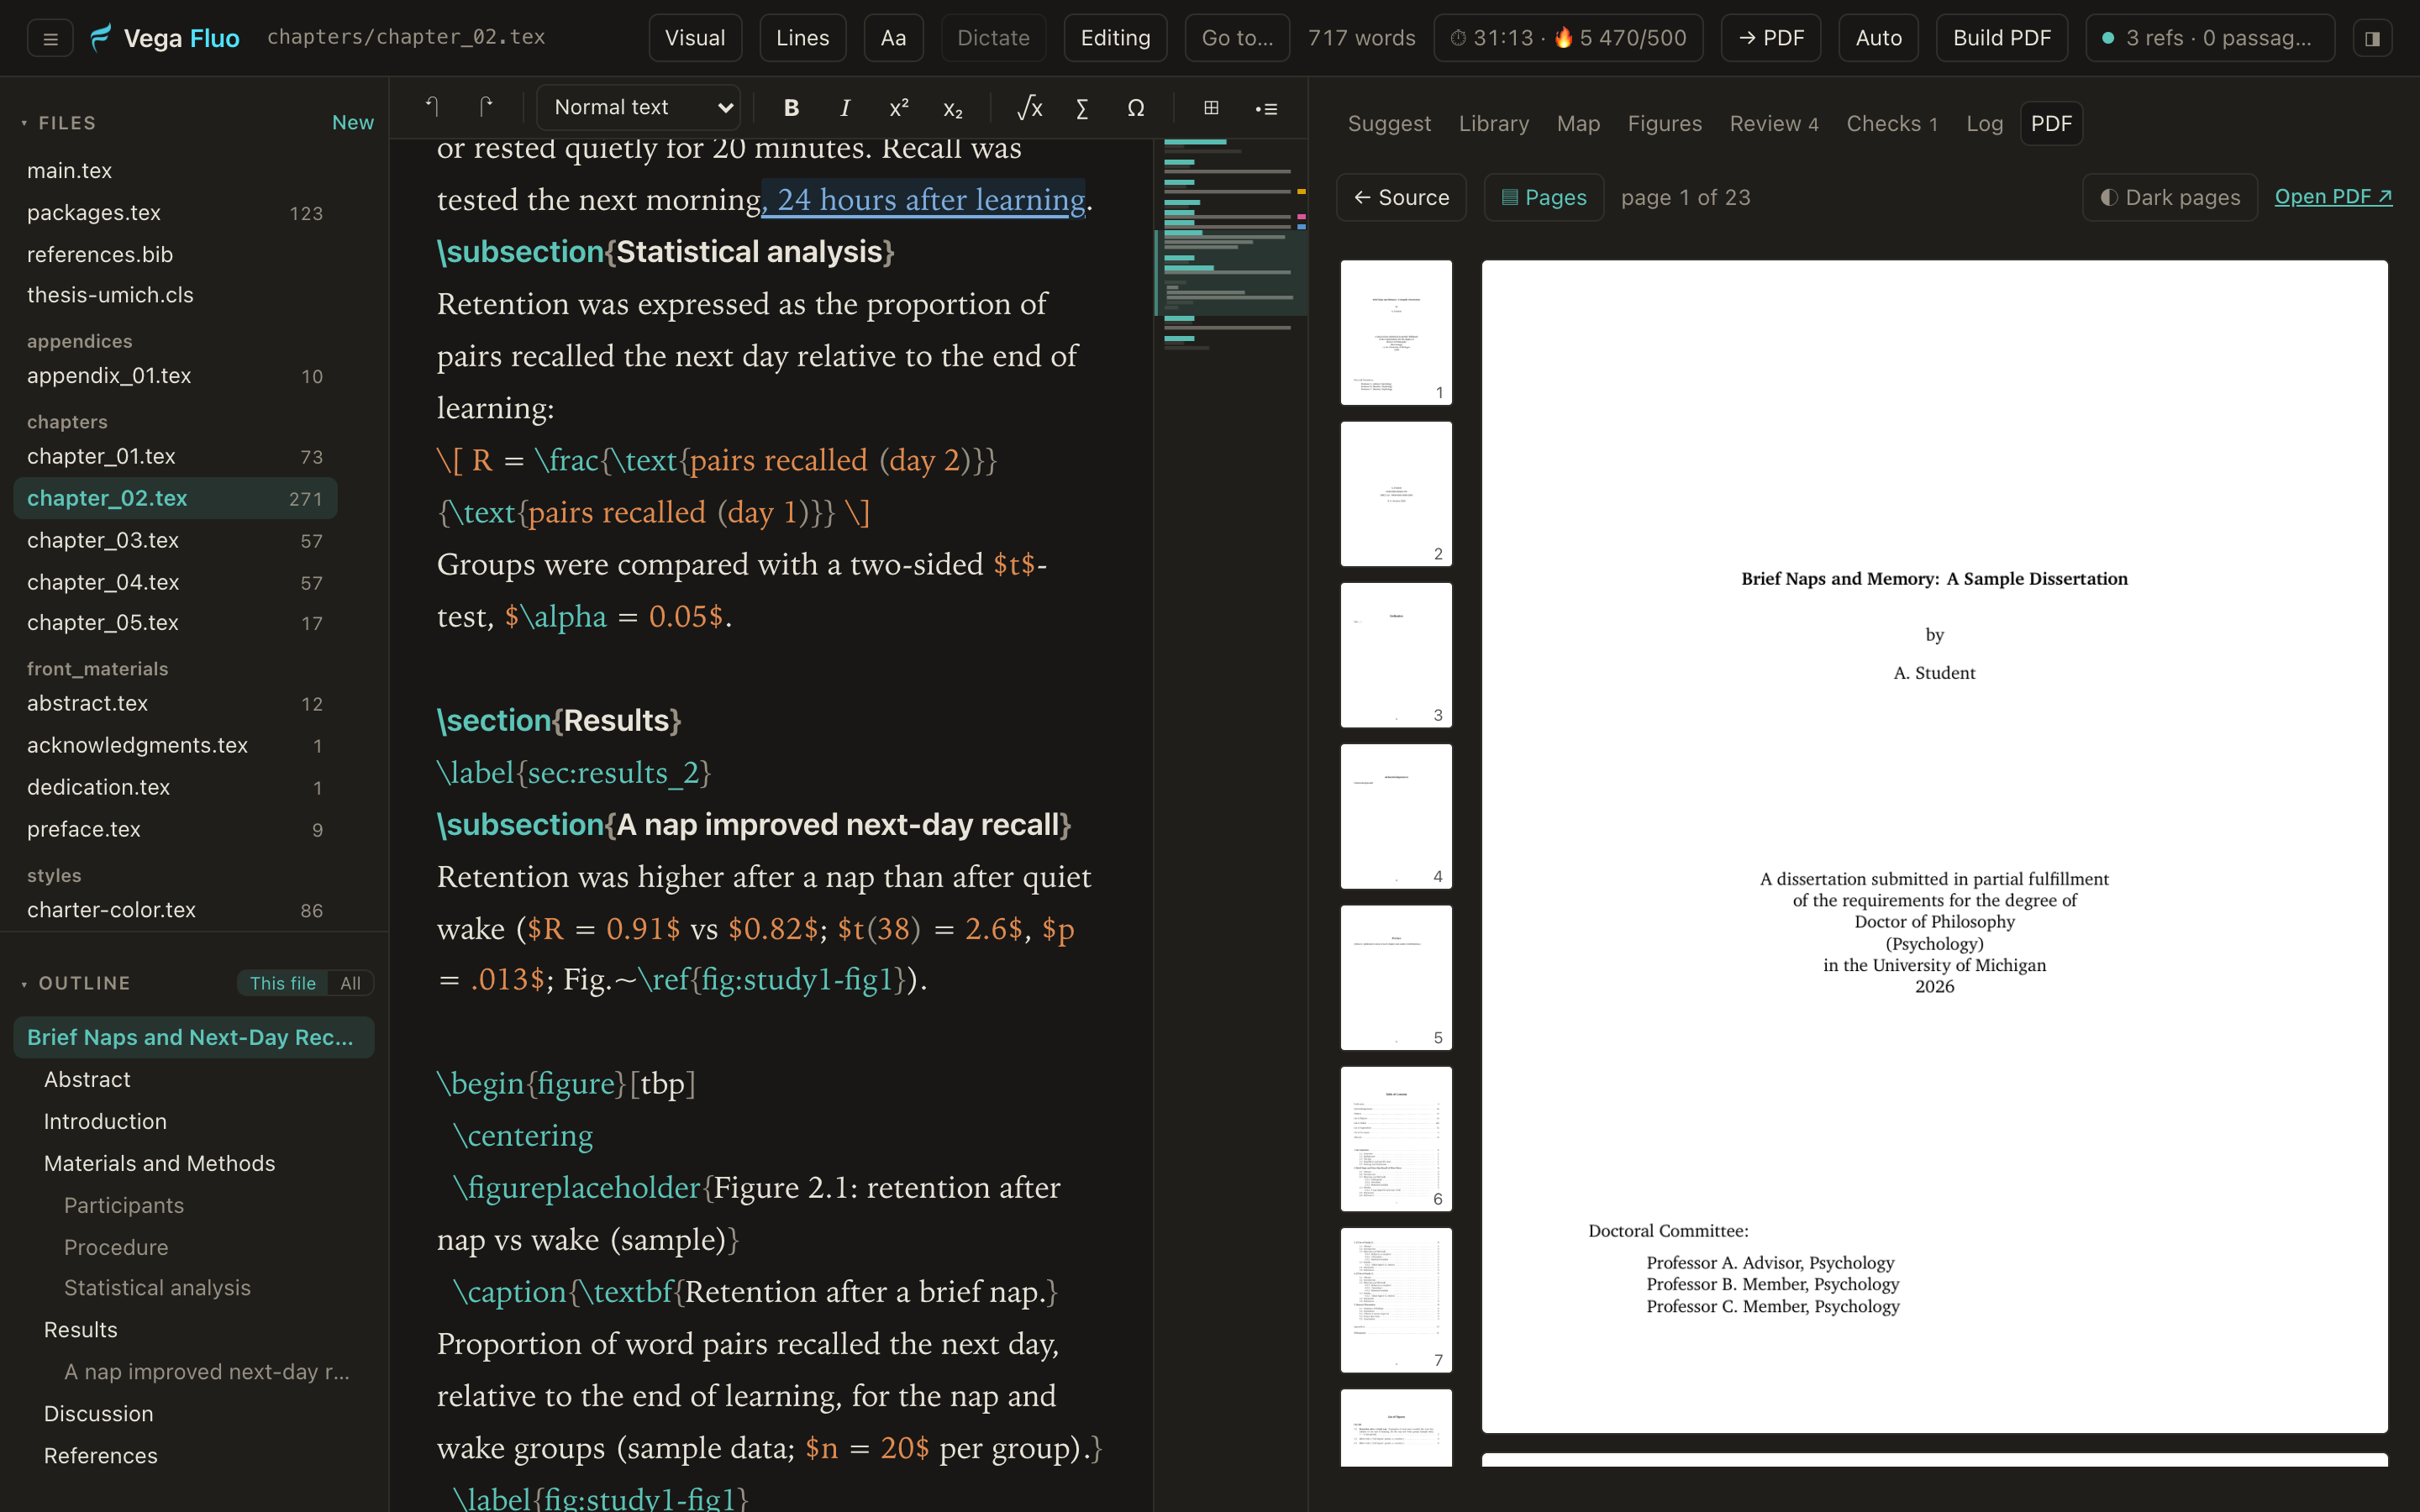 ☰ Vega Fluo chapters/chapter_02.tex Visual Lines Aa Dictate Editing Go to... 717 words ⏱ 31:13 · 🔥 5 470/500 → PDF Auto Build PDF 3 refs · 0 passag...
FILES New
main.tex
packages.tex 123
references.bib
thesis-umich.cls
appendices
appendix_01.tex 10
chapters
chapter_01.tex 73
chapter_02.tex 271
chapter_03.tex 57
chapter_04.tex 57
chapter_05.tex 17
front_materials
abstract.tex 12
acknowledgments.tex 1
dedication.tex 1
preface.tex 9
styles
charter-color.tex 86
OUTLINE This file All
Brief Naps and Next-Day Rec...
Abstract
Introduction
Materials and Methods
Participants
Procedure
Statistical analysis
Results
A nap improved next-day r...
Discussion
References
Normal text B I x² x₂ √x ∑ Ω
or rested quietly for 20 minutes. Recall was
tested the next morning, 24 hours after learning.
\subsection{Statistical analysis}
Retention was expressed as the proportion of
pairs recalled the next day relative to the end of
learning:
\[ R = \frac{\text{pairs recalled (day 2)}}
{\text{pairs recalled (day 1)}} \]
Groups were compared with a two-sided $t$-
test, $\alpha = 0.05$.
\section{Results}
\label{sec:results_2}
\subsection{A nap improved next-day recall}
Retention was higher after a nap than after quiet
wake ($R = 0.91$ vs $0.82$; $t(38) = 2.6$, $p
= .013$; Fig.~\ref{fig:study1-fig1}).
\begin{figure}[tbp]
\centering
\figureplaceholder{Figure 2.1: retention after
nap vs wake (sample)}
\caption{\textbf{Retention after a brief nap.}
Proportion of word pairs recalled the next day,
relative to the end of learning, for the nap and
wake groups (sample data; $n = 20$ per group).}
\label{fig:study1-fig1}
Suggest Library Map Figures Review 4 Checks 1 Log PDF
← Source Pages page 1 of 23 Dark pages Open PDF ↗
1
2
3
4
5
6
7
Brief Naps and Memory: A Sample Dissertation
by
A. Student
A dissertation submitted in partial fulfillment
of the requirements for the degree of
Doctor of Philosophy
(Psychology)
in the University of Michigan
2026
Doctoral Committee:
Professor A. Advisor, Psychology
Professor B. Member, Psychology
Professor C. Member, Psychology